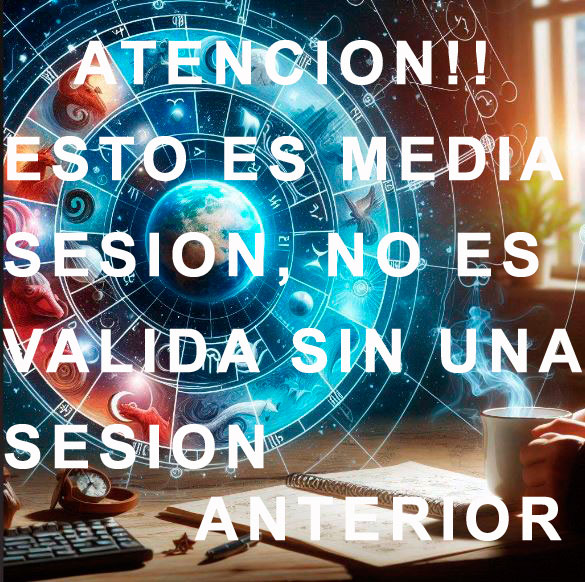 ATENCION!!
ESTO ES MEDIA
SESION, NO ES
VALIDA SIN UNA
SESION
ANTERIOR